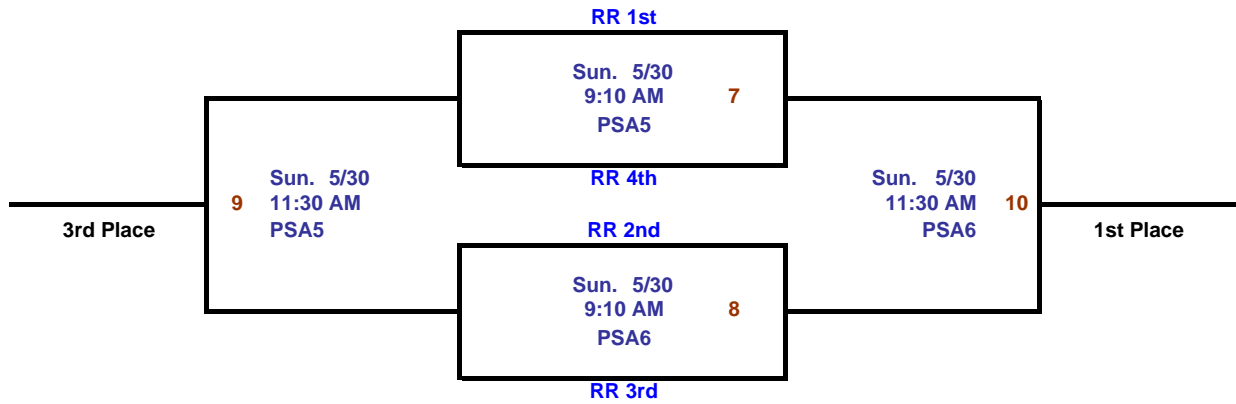 RR 1st
Sun. 5/30
9:10 AM 7
PSA5
RR 4th
Sun. 5/30
9 11:30 AM
PSA5
3rd Place
Sun. 5/30
11:30 AM 10
PSA6
1st Place
RR 2nd
Sun. 5/30
9:10 AM 8
PSA6
RR 3rd